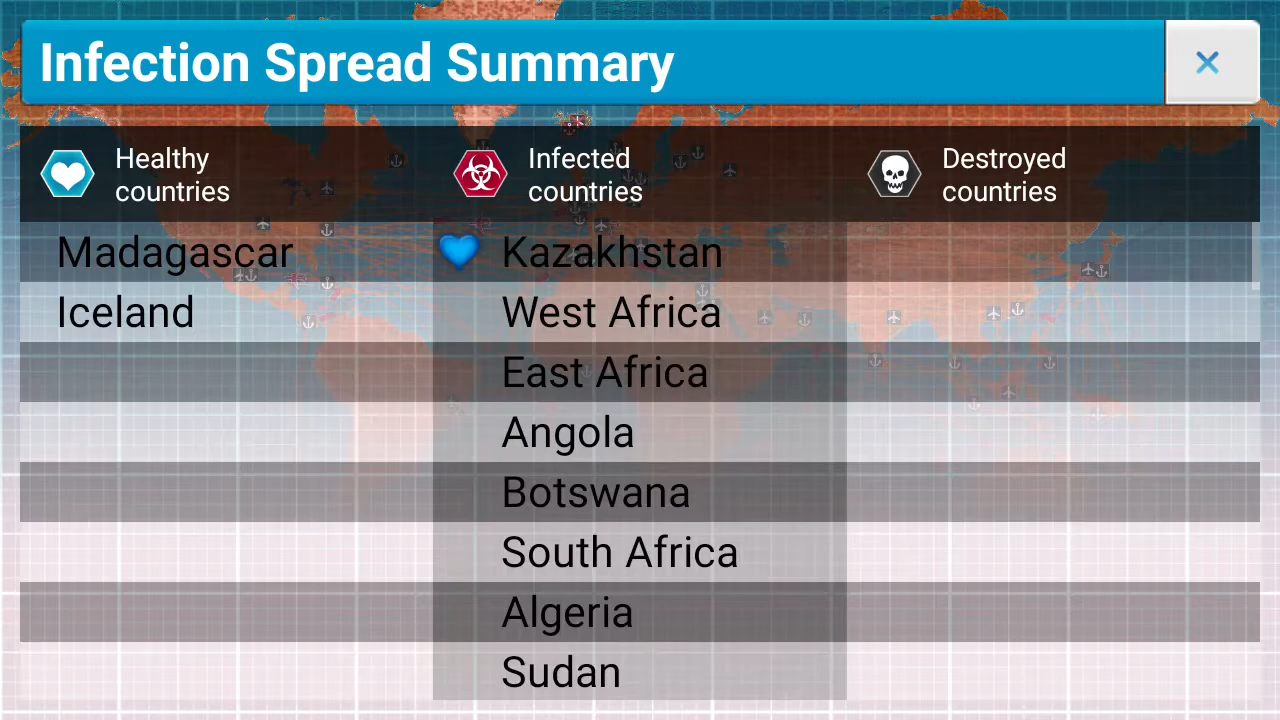 Infection Spread Summary
Healthy
countries
Infected
countries
Destroyed
countries
Madagascar
Kazakhstan
Iceland
West Africa
East Africa
Angola
Botswana
South Africa
Algeria
Sudan